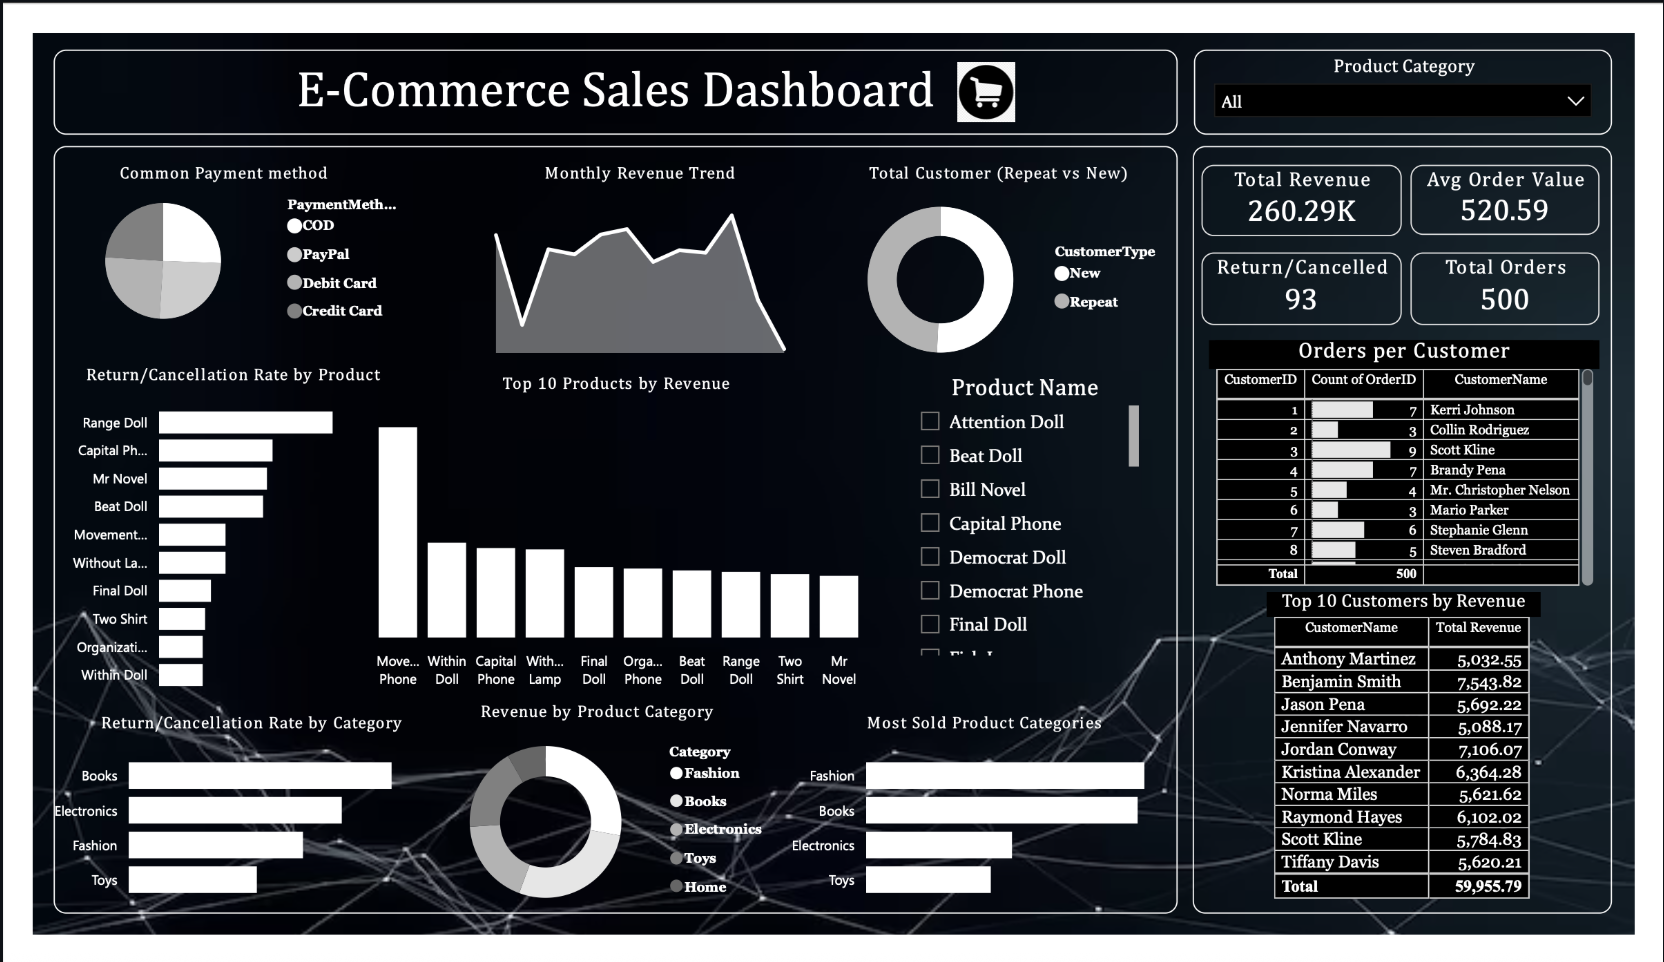 E-Commerce Sales Dashboard
Product Category
All
Common Payment method
PaymentMeth...
COD
PayPal
Debit Card
Credit Card
Monthly Revenue Trend
Total Customer (Repeat vs New)
CustomerType
New
Repeat
Total Revenue
260.29K
Avg Order Value
520.59
Return/Cancelled
93
Total Orders
500
Return/Cancellation Rate by Product
Range Doll
Capital Ph...
Mr Novel
Beat Doll
Movement...
Without La...
Final Doll
Two Shirt
Organizati...
Within Doll
Top 10 Products by Revenue
Move... Within Capital With... Final Orga... Beat Range Two Mr
Phone Doll Phone Lamp Doll Phone Doll Doll Shirt Novel
Product Name
Attention Doll
Beat Doll
Bill Novel
Capital Phone
Democrat Doll
Democrat Phone
Final Doll
Orders per Customer
CustomerID Count of OrderID CustomerName
1 7 Kerri Johnson
2 3 Collin Rodriguez
3 9 Scott Kline
4 7 Brandy Pena
5 4 Mr. Christopher Nelson
6 3 Mario Parker
7 6 Stephanie Glenn
8 5 Steven Bradford
Total 500
Top 10 Customers by Revenue
CustomerName Total Revenue
Anthony Martinez 5,032.55
Benjamin Smith 7,543.82
Jason Pena 5,692.22
Jennifer Navarro 5,088.17
Jordan Conway 7,106.07
Kristina Alexander 6,364.28
Norma Miles 5,621.62
Raymond Hayes 6,102.02
Scott Kline 5,784.83
Tiffany Davis 5,620.21
Total 59,955.79
Return/Cancellation Rate by Category
Books
Electronics
Fashion
Toys
Revenue by Product Category
Category
Fashion
Books
Electronics
Toys
Home
Most Sold Product Categories
Fashion
Books
Electronics
Toys